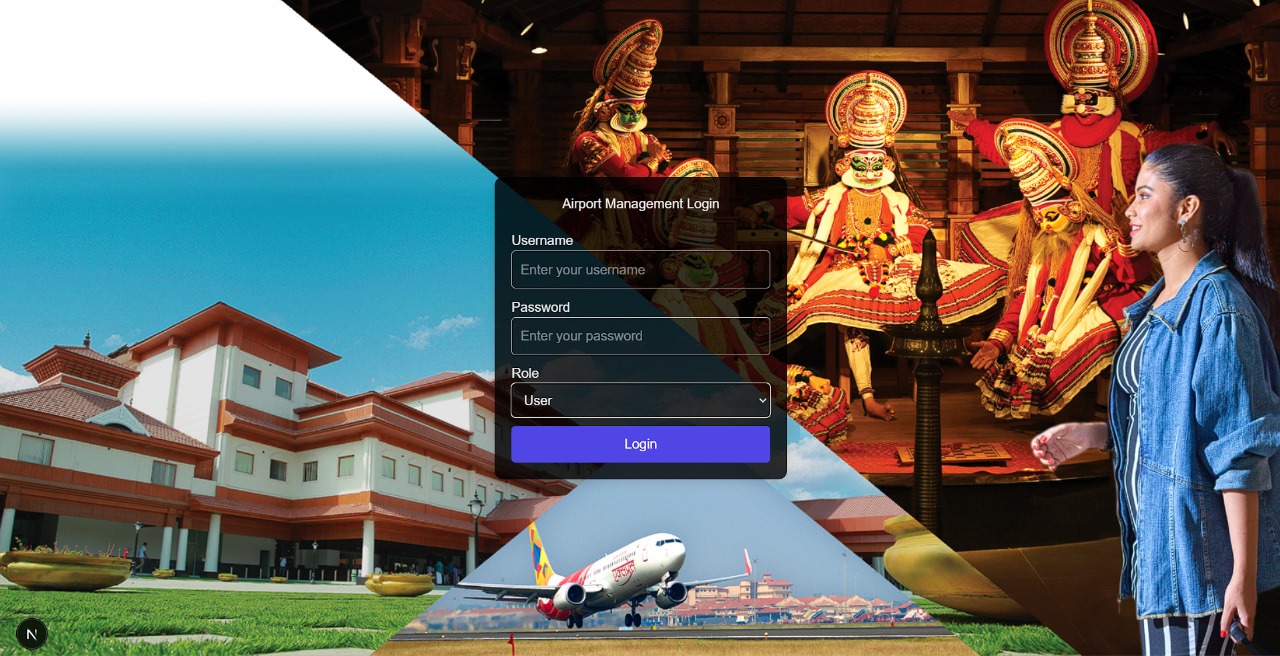 Airport Management Login
Username
Enter your username
Password
Enter your password
Role
User
Login
N